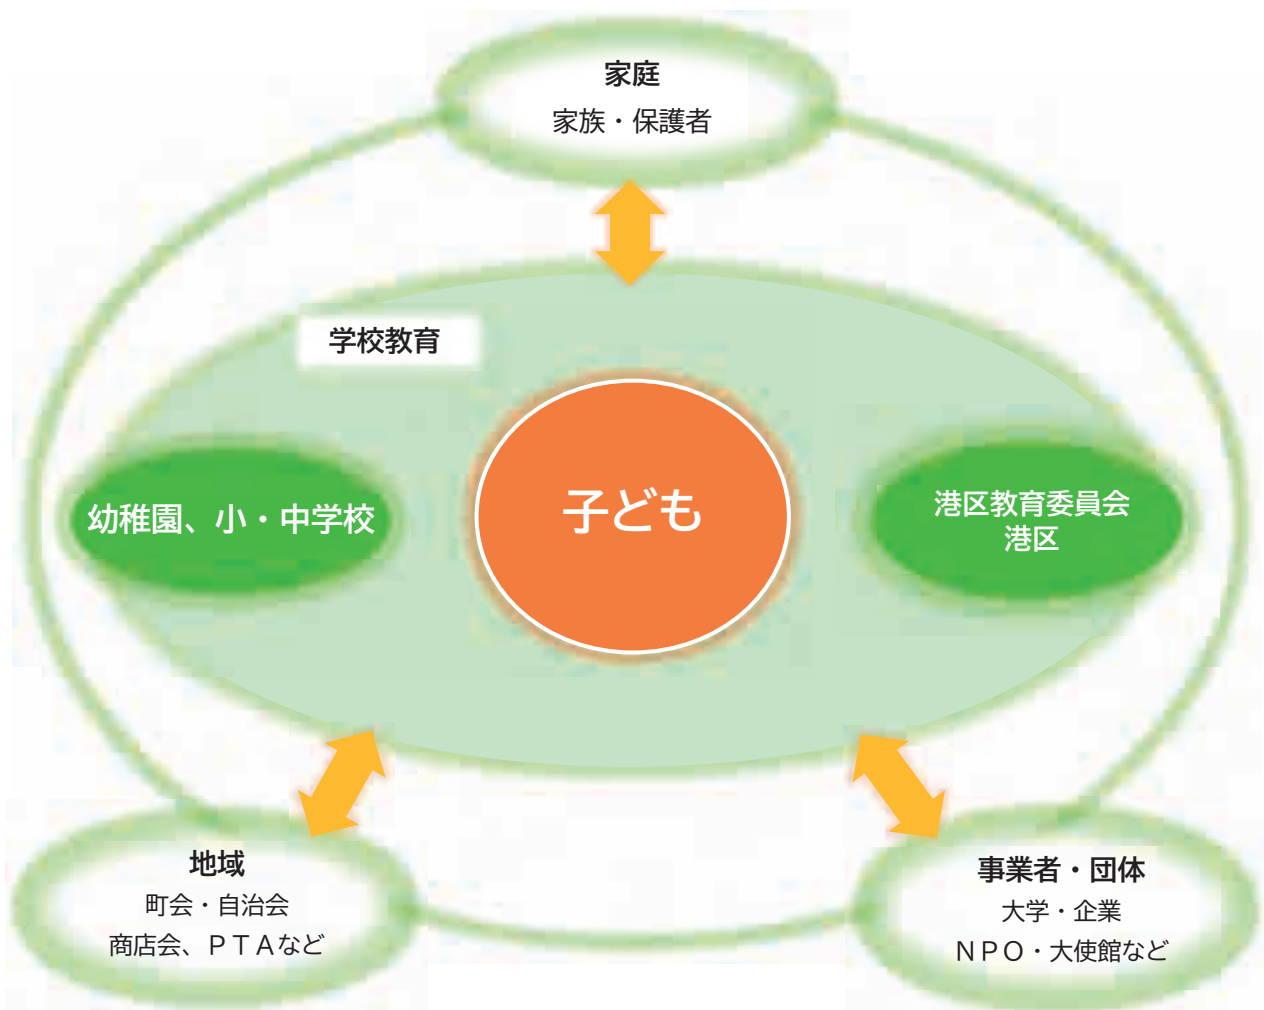 家庭
家族・保護者
学校教育
幼稚園、小・中学校
子ども
港区教育委員会
港区
地域
町会・自治会
商店会、ＰＴＡなど
事業者・団体
大学・企業
ＮＰＯ・大使館など